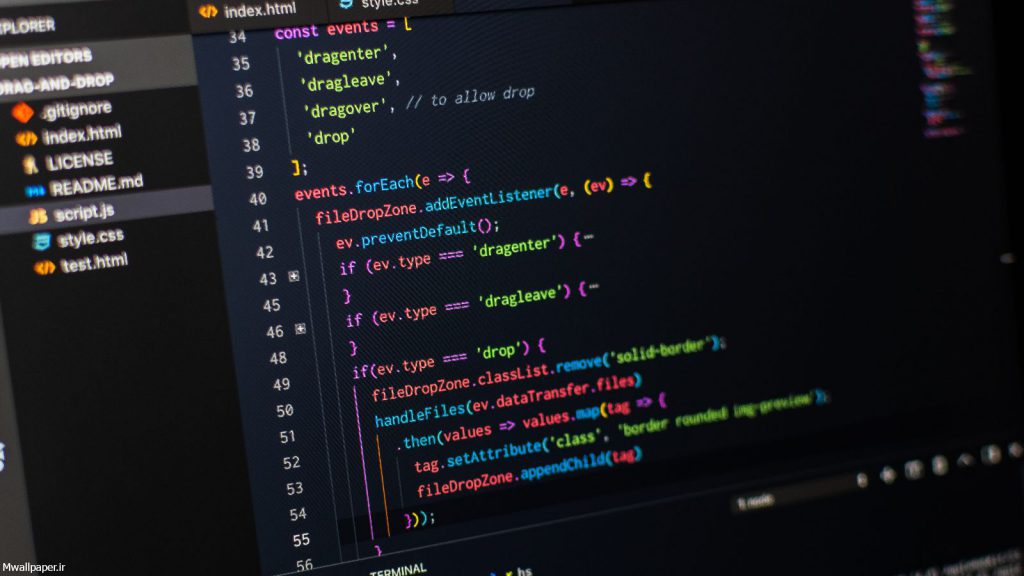 PLORER
PEN EDITORS
DRAG-AND-DROP
.gitignore
index.html
LICENSE
README.md
JS script.js
style.css
test.html
index.html
style.css
34 const events = [
35 'dragenter',
36 'dragleave',
37 'dragover', // to allow drop
38 'drop'
39 ];
40 events.forEach(e => {
41 fileDropZone.addEventListener(e, (ev) => {
42 ev.preventDefault();
43 if (ev.type === 'dragenter') {…
45 }
46 if (ev.type === 'dragleave') {…
48 }
49 if(ev.type === 'drop') {
50 fileDropZone.classList.remove('solid-border');
51 handleFiles(ev.dataTransfer.files)
52 .then(values => values.map(tag => {
53 tag.setAttribute('class', 'border rounded img-preview');
54 fileDropZone.appendChild(tag)
55 }));
56 }
TERMINAL
node
Mwallpaper.ir